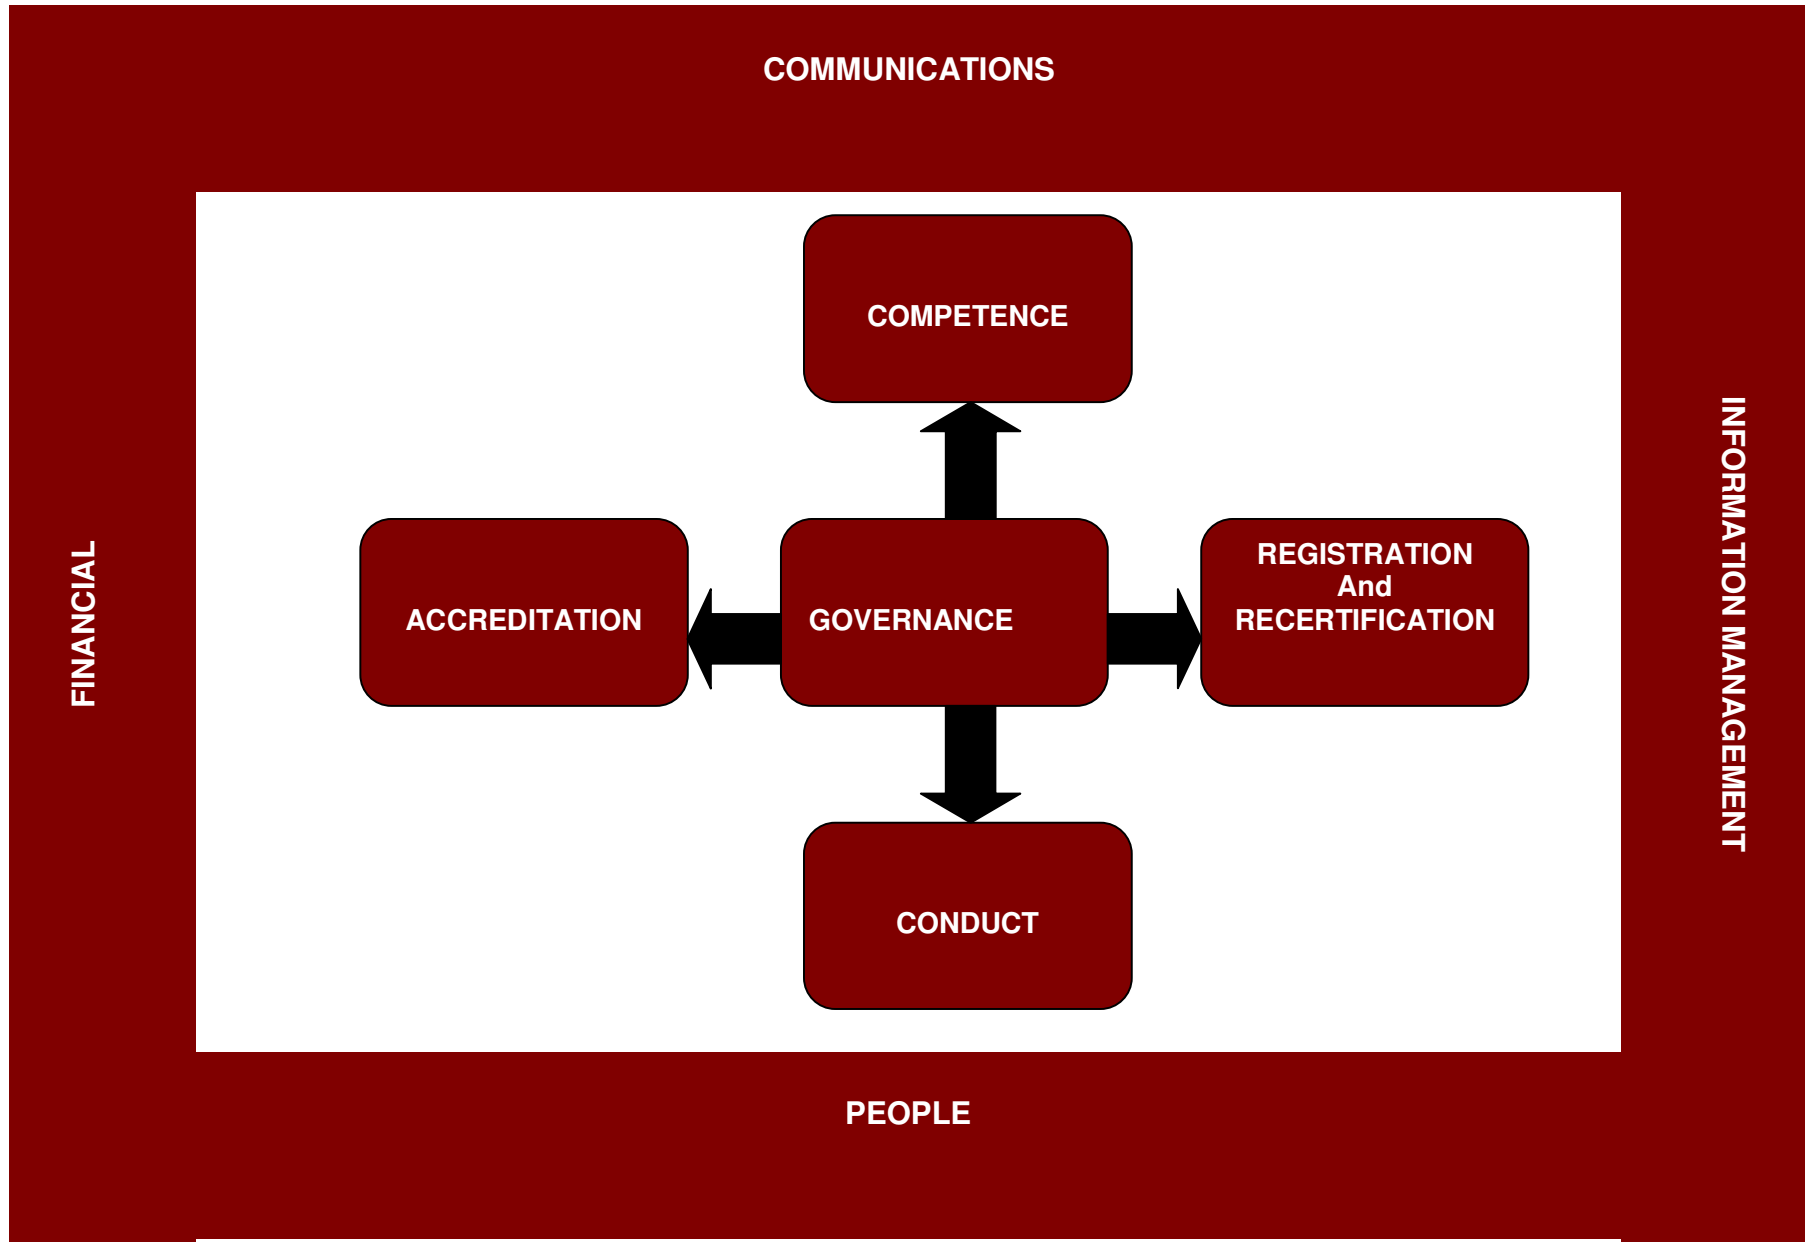 COMMUNICATIONS
COMPETENCE
FINANCIAL
ACCREDITATION
GOVERNANCE
REGISTRATION
And
RECERTIFICATION
INFORMATION MANAGEMENT
CONDUCT
PEOPLE